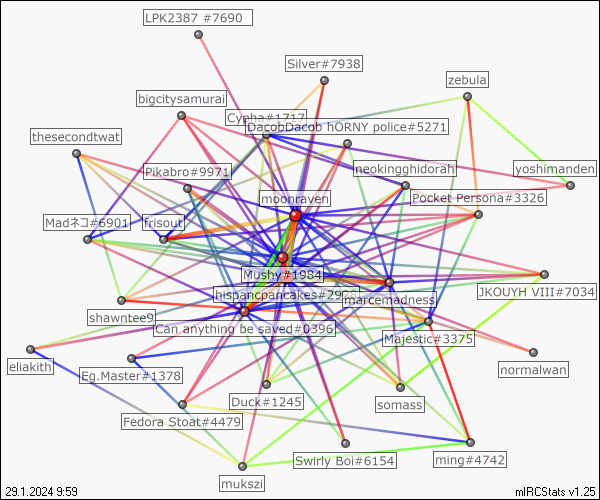 LPK2387 #7690
Silver#7938
zebula
bigcitysamurai
Cypha#1717
DacobDacob hORNY police#5271
thesecondtwat
Pikabro#9971
neokingghidorah
yoshimanden
moonraven
Pocket Persona#3326
Madネコ#6901
frisout
Mushy#1984
hispancpancakes#2928
marcemadness
JKOUYH VIII#7034
shawntee9
Can anything be saved#0396
Majestic#3375
eliakith
Eg.Master#1378
normalwan
Duck#1245
somass
Fedora Stoat#4479
Swirly Boi#6154
ming#4742
mukszi
29.1.2024 9:59
mIRCStats v1.25